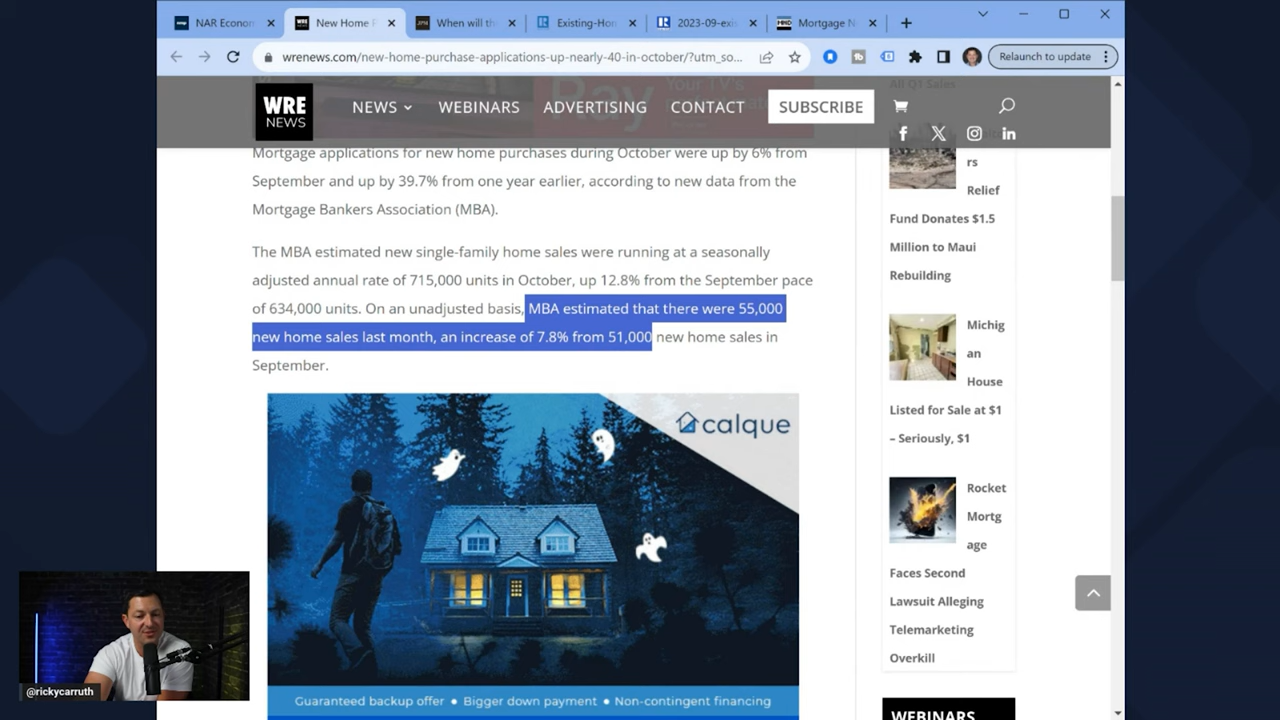 NAR Econom
New Home P
When will th
Existing-Hon
2023-09-exis
Mortgage N
wrenews.com/new-home-purchase-applications-up-nearly-40-in-october/?utm_so...
Relaunch to update
WRE
NEWS
NEWS
WEBINARS
ADVERTISING
CONTACT
SUBSCRIBE
All Q1 Sales
Mortgage applications for new home purchases during October were up by 6% from
September and up by 39.7% from one year earlier, according to new data from the
Mortgage Bankers Association (MBA).
The MBA estimated new single-family home sales were running at a seasonally
adjusted annual rate of 715,000 units in October, up 12.8% from the September pace
of 634,000 units. On an unadjusted basis, MBA estimated that there were 55,000
new home sales last month, an increase of 7.8% from 51,000 new home sales in
September.
calque
Guaranteed backup offer • Bigger down payment • Non-contingent financing
rs
Relief
Fund Donates $1.5
Million to Maui
Rebuilding
Michig
an
House
Listed for Sale at $1
– Seriously, $1
Rocket
Mortg
age
Faces Second
Lawsuit Alleging
Telemarketing
Overkill
WEBINARS
@rickycarruth